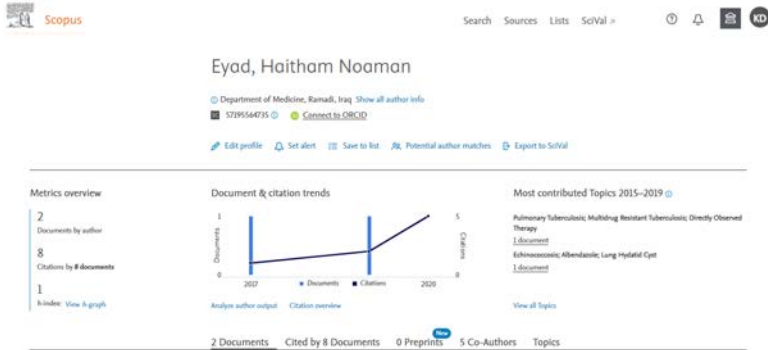 Scopus
Search Sources Lists SciVal >
KD
Eyad, Haitham Noaman
Department of Medicine, Ramadi, Iraq Show all author info
57195564735 Connect to ORCID
Edit profile Set alert Save to list Potential author matches Export to SciVal
Metrics overview
2
Documents by author
8
Citations by 8 documents
1
h-index: View h-graph
Document & citation trends
1
5
Documents
Citations
0
0
2017
2020
Documents Citations
Analyze author output Citation overview
Most contributed Topics 2015–2019
Pulmonary Tuberculosis; Multidrug Resistant Tuberculosis; Directly Observed
Therapy
1 document
Echinococcosis; Albendazole; Lung Hydatid Cyst
1 document
View all Topics
New
2 Documents Cited by 8 Documents 0 Preprints 5 Co-Authors Topics